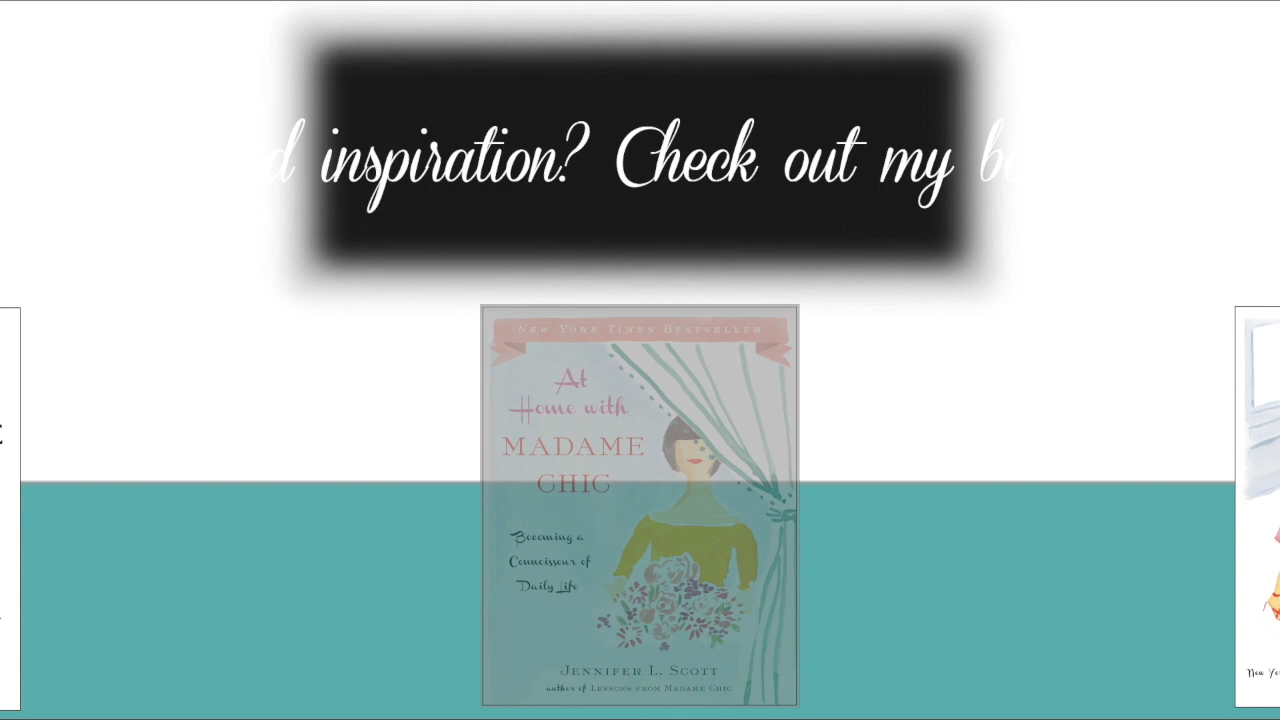 inspiration? Check out my
NEW YORK TIMES BESTSELLER
At
Home with
MADAME
CHIC
Becoming a
Connoisseur of
Daily Life
JENNIFER L. SCOTT
author of LESSONS FROM MADAME CHIC
New